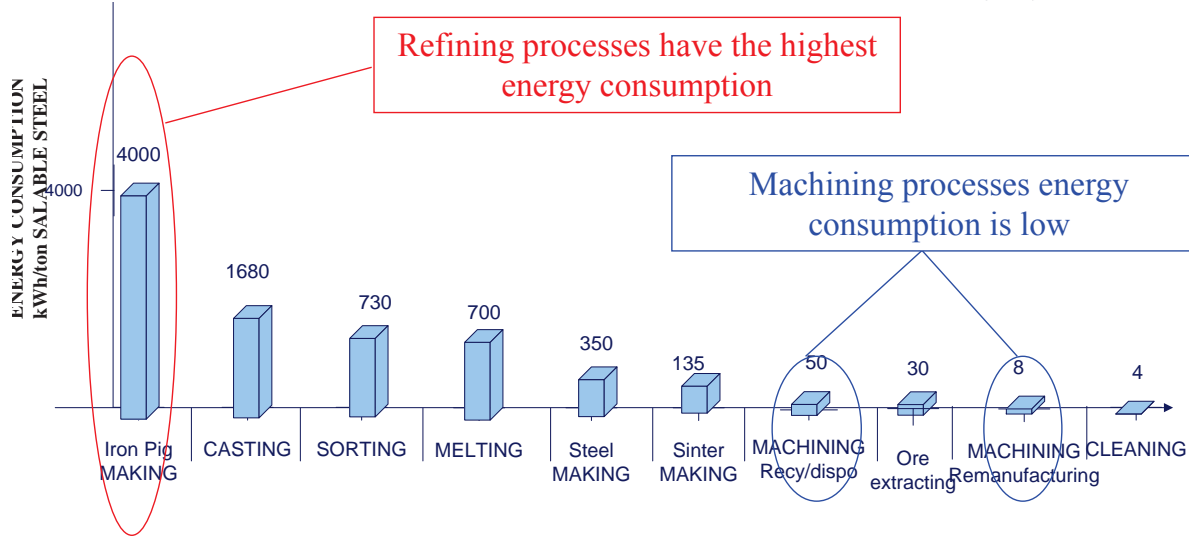 Refining processes have the highest
energy consumption
ENERGY CONSUMPTION
kWh/ton SALABLE STEEL
4000
4000
Machining processes energy
consumption is low
1680
730
700
350
135
50
30
8
4
Iron Pig
MAKING
CASTING
SORTING
MELTING
Steel
MAKING
Sinter
MAKING
MACHINING
Recy/dispo
Ore
extracting
MACHINING
Remanufacturing
CLEANING